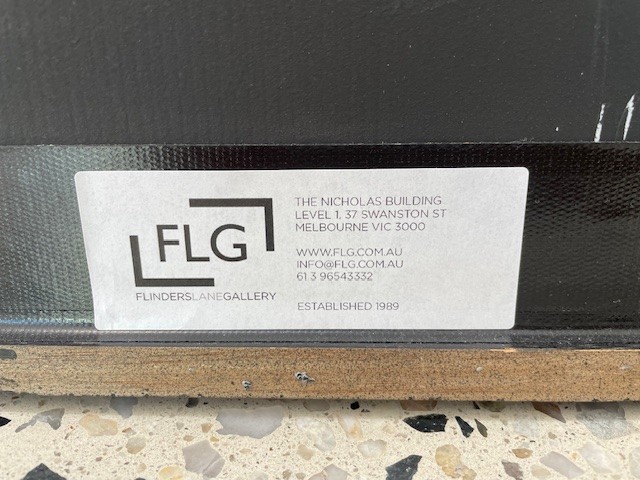 FLG
FLINDERSLANEGALLERY
THE NICHOLAS BUILDING
LEVEL 1, 37 SWANSTON ST
MELBOURNE VIC 3000
WWW.FLG.COM.AU
INFO@FLG.COM.AU
61 3 96543332
ESTABLISHED 1989